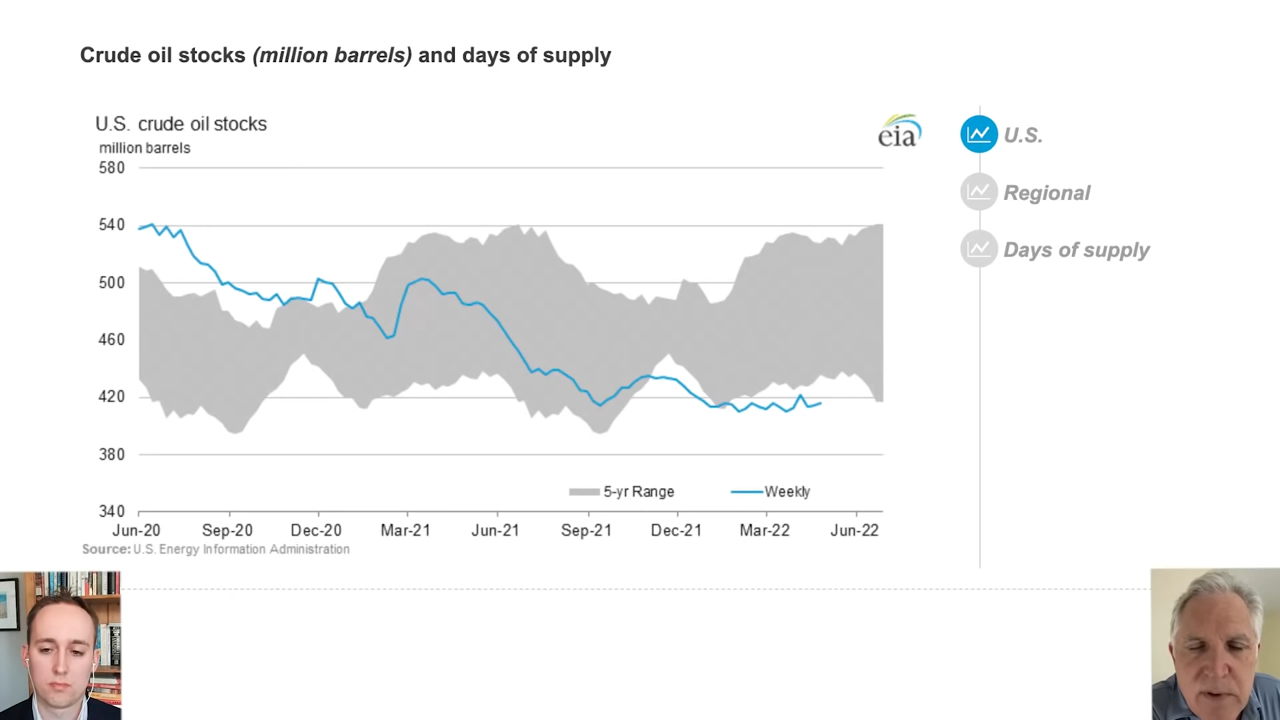 Crude oil stocks (million barrels) and days of supply
U.S. crude oil stocks
million barrels
eia
U.S.
Regional
Days of supply
580
540
500
460
420
380
340
5-yr Range
Weekly
Jun-20 Sep-20 Dec-20 Mar-21 Jun-21 Sep-21 Dec-21 Mar-22 Jun-22
Source: U.S. Energy Information Administration